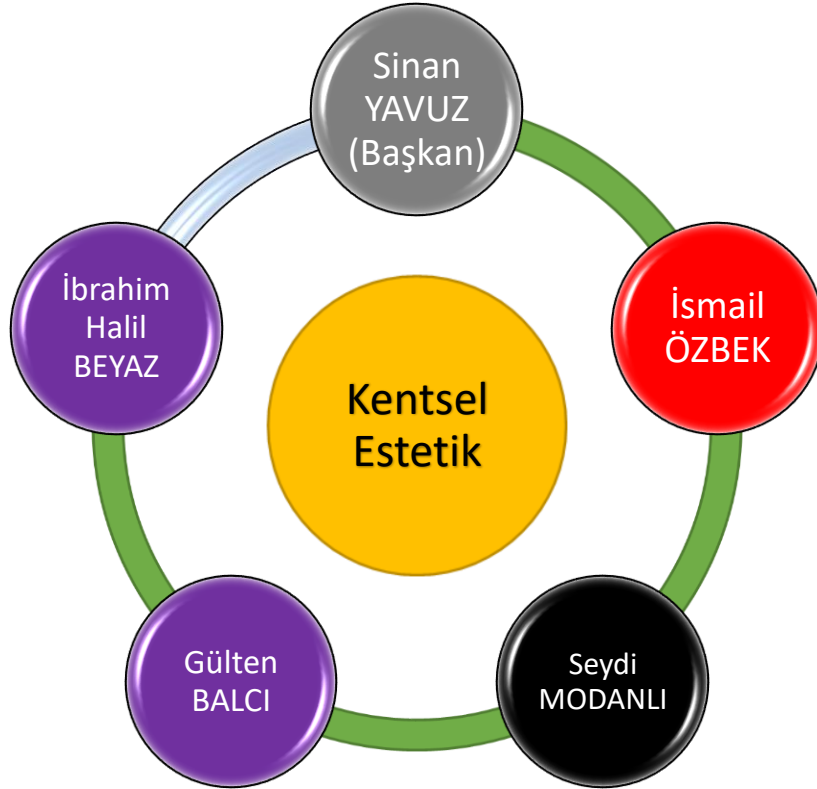 Sinan
YAVUZ
(Başkan)
İsmail
ÖZBEK
Seydi
MODANLI
Gülten
BALCI
İbrahim
Halil
BEYAZ
Kentsel
Estetik